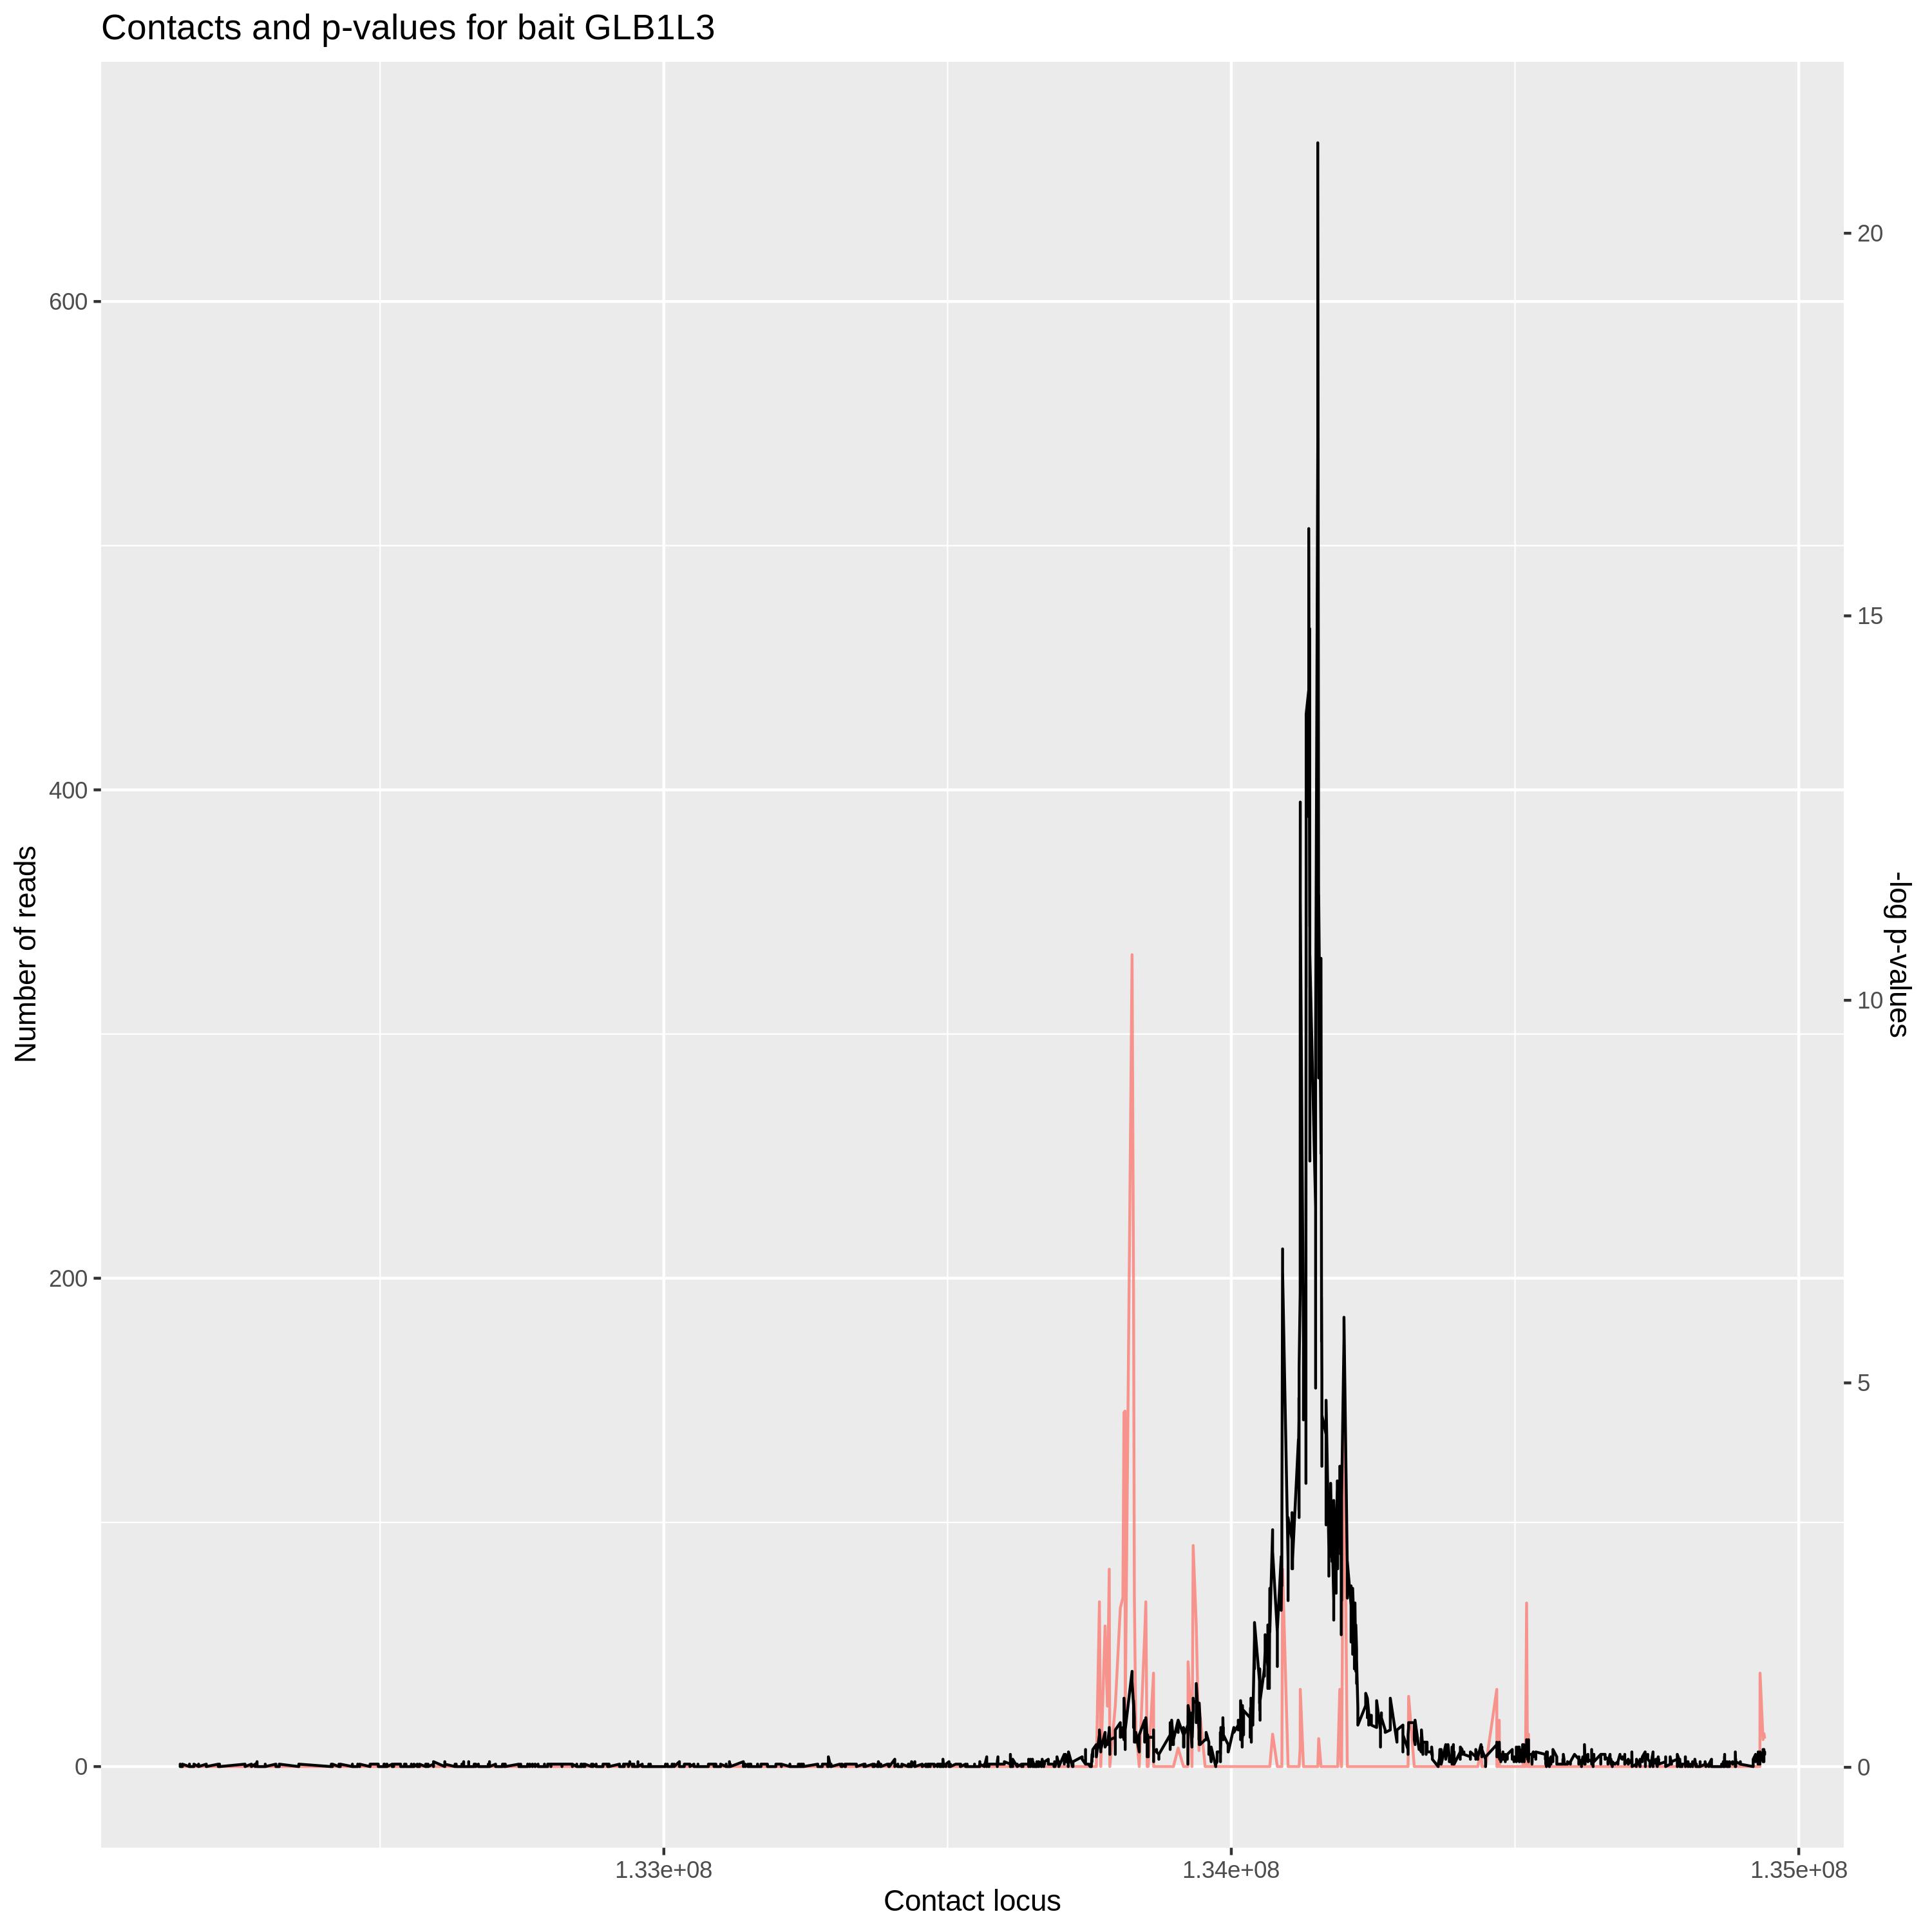 Contacts and p-values for bait GLB1L3
Number of reads
600
400
200
0
20
15
10
5
0
-log p-values
1.33e+08
1.34e+08
1.35e+08
Contact locus